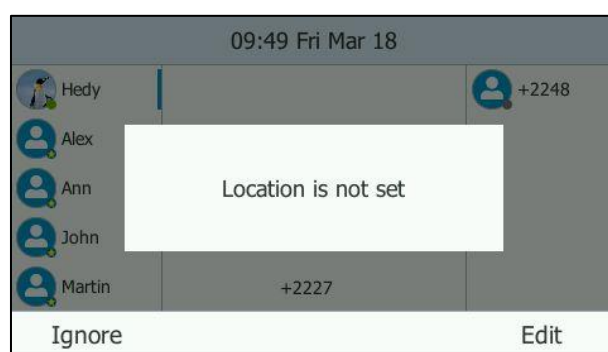 09:49 Fri Mar 18
Hedy
+2248
Alex
Ann
Location is not set
John
Martin
+2227
Ignore
Edit